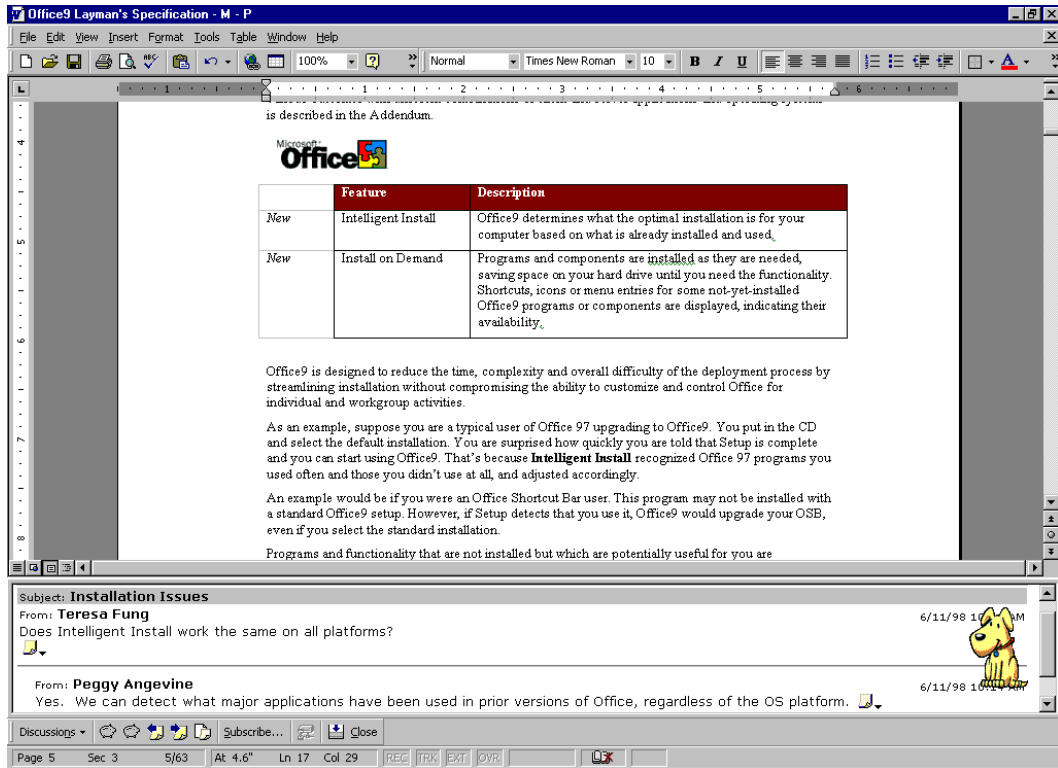 Office9 Layman's Specification - M - P
File Edit View Insert Format Tools Table Window Help
100% Normal Times New Roman 10 B I U A
is described in the Addendum.
Microsoft
Office
Feature Description
New Intelligent Install Office9 determines what the optimal installation is for your
computer based on what is already installed and used.
New Install on Demand Programs and components are installed as they are needed,
saving space on your hard drive until you need the functionality.
Shortcuts, icons or menu entries for some not-yet-installed
Office9 programs or components are displayed, indicating their
availability.
Office9 is designed to reduce the time, complexity and overall difficulty of the deployment process by
streamlining installation without compromising the ability to customize and control Office for
individual and workgroup activities.
As an example, suppose you are a typical user of Office 97 upgrading to Office9. You put in the CD
and select the default installation. You are surprised how quickly you are told that Setup is complete
and you can start using Office9. That's because Intelligent Install recognized Office 97 programs you
used often and those you didn't use at all, and adjusted accordingly.
An example would be if you were an Office Shortcut Bar user. This program may not be installed with
a standard Office9 setup. However, if Setup detects that you use it, Office9 would upgrade your OSB,
even if you select the standard installation.
Programs and functionality that are not installed but which are potentially useful for you are
Subject: Installation Issues
From: Teresa Fung 6/11/98
Does Intelligent Install work the same on all platforms?
From: Peggy Angevine 6/11/98
Yes. We can detect what major applications have been used in prior versions of Office, regardless of the OS platform.
Discussions Subscribe... Close
Page 5 Sec 3 5/63 At 4.6" Ln 17 Col 29 REC TRK EXT OVR